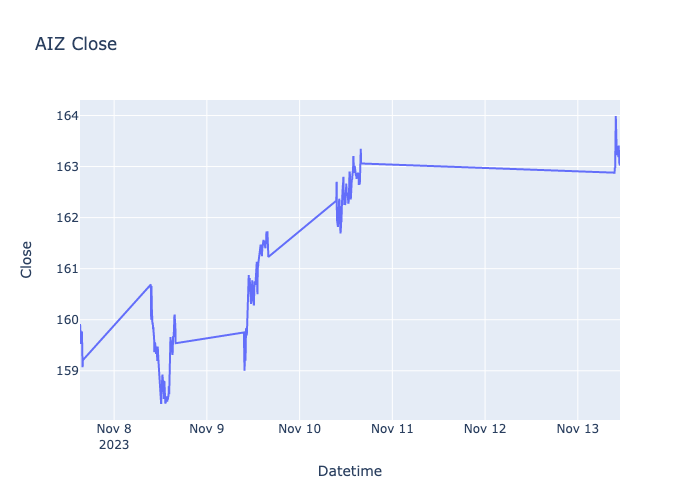 AIZ Close
Close
164
163
162
161
160
159
Nov 8
2023
Nov 9
Nov 10
Nov 11
Nov 12
Nov 13
Datetime